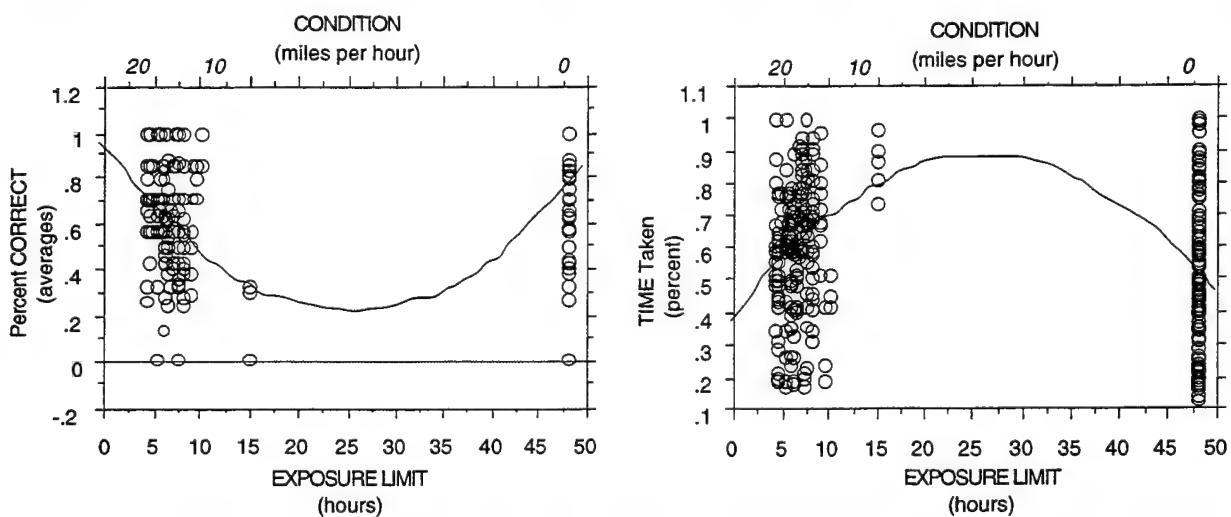 CONDITION
(miles per hour)
20 10 0
1.2
1
.8
.6
.4
.2
0
-.2
Percent CORRECT
(averages)
0 5 10 15 20 25 30 35 40 45 50
EXPOSURE LIMIT
(hours)
CONDITION
(miles per hour)
20 10 0
1.1
1
.9
.8
.7
.6
.5
.4
.3
.2
.1
TIME Taken
(percent)
0 5 10 15 20 25 30 35 40 45 50
EXPOSURE LIMIT
(hours)